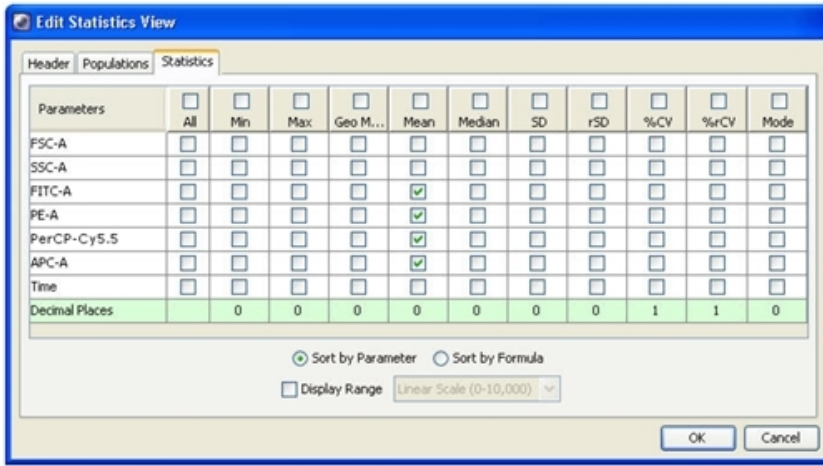 Edit Statistics View
Header Populations Statistics
Parameters All Min Max Geo M... Mean Median SD rSD %CV %rCV Mode
FSC-A
SSC-A
FITC-A
PE-A
PerCP-Cy5.5
APC-A
Time
Decimal Places 0 0 0 0 0 0 0 1 1 0
Sort by Parameter Sort by Formula
Display Range Linear Scale (0-10,000)
OK Cancel